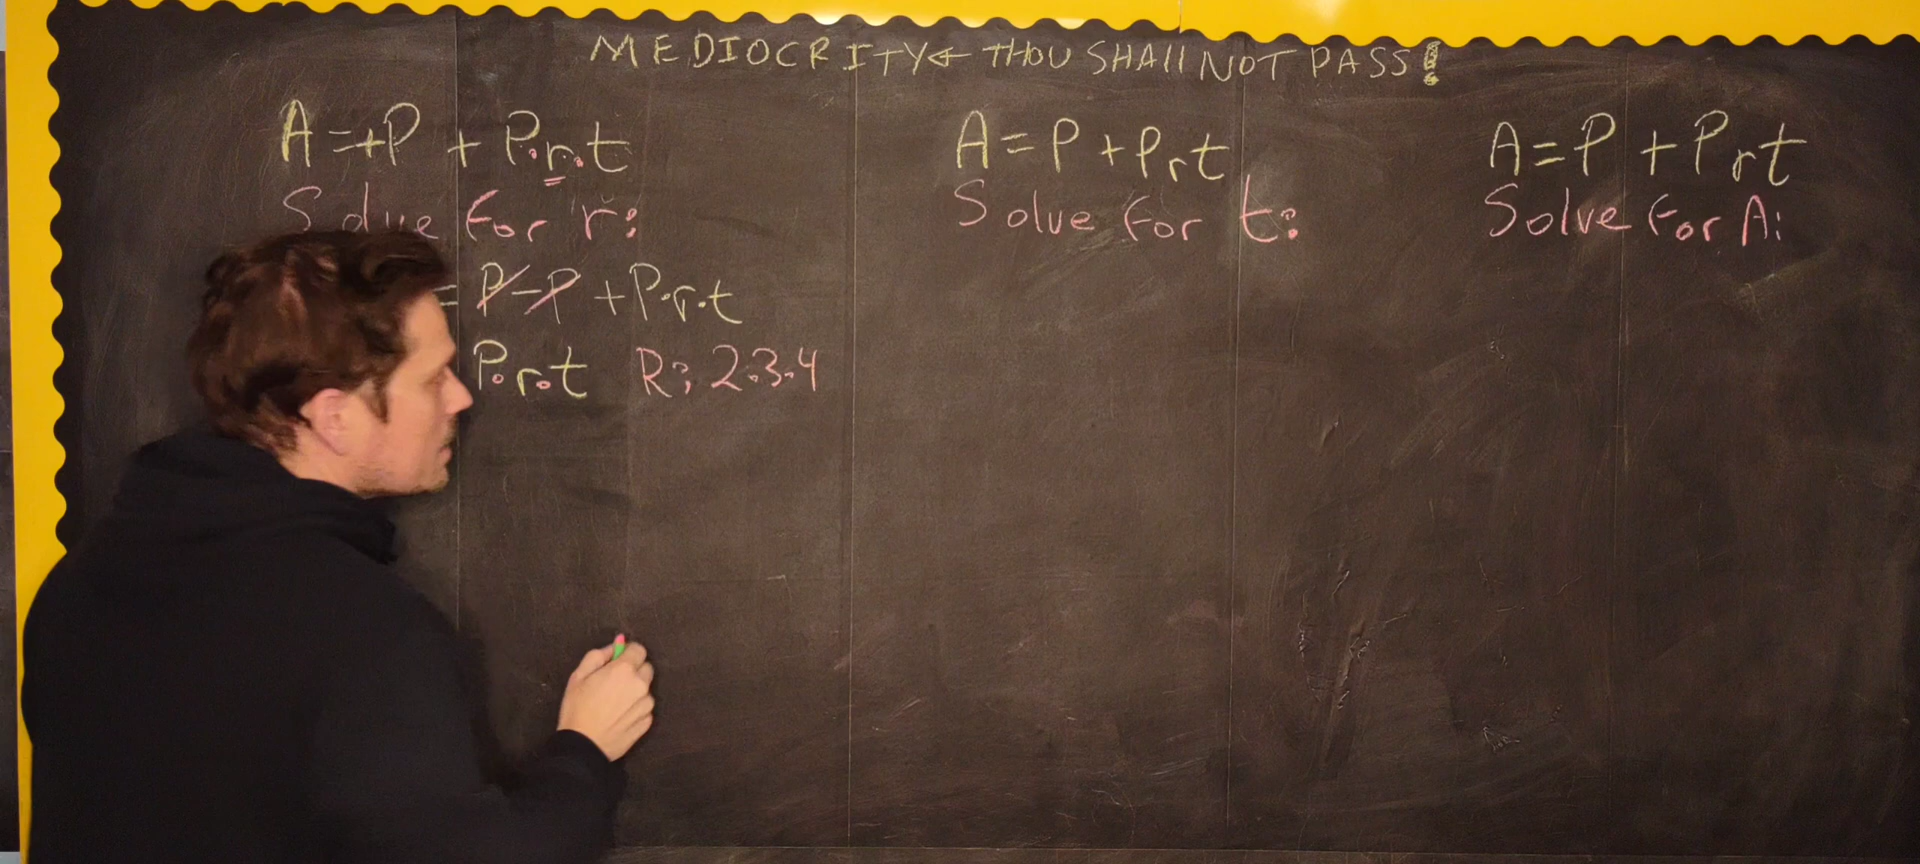 MEDIOCRITY← THOU SHALL NOT PASS!
A=+P + P·r·t
Solve For r:
= P-P +P·r·t
P·r·t R: 2·3·4
A=P+Prt
Solve For t:
A=P+Prt
Solve For A: